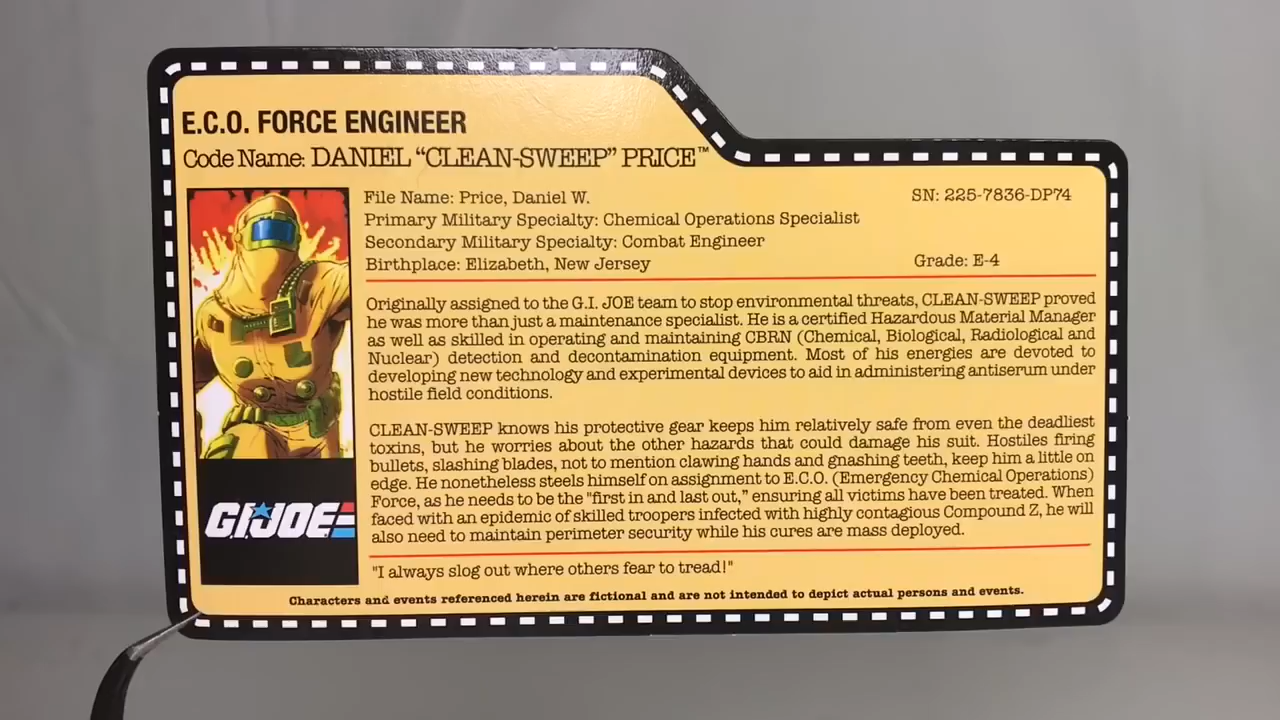 E.C.O. FORCE ENGINEER
Code Name: DANIEL “CLEAN-SWEEP” PRICE™
File Name: Price, Daniel W. SN: 225-7836-DP74
Primary Military Specialty: Chemical Operations Specialist
Secondary Military Specialty: Combat Engineer
Birthplace: Elizabeth, New Jersey Grade: E-4
Originally assigned to the G.I. JOE team to stop environmental threats, CLEAN-SWEEP proved
he was more than just a maintenance specialist. He is a certified Hazardous Material Manager
as well as skilled in operating and maintaining CBRN (Chemical, Biological, Radiological and
Nuclear) detection and decontamination equipment. Most of his energies are devoted to
developing new technology and experimental devices to aid in administering antiserum under
hostile field conditions.
CLEAN-SWEEP knows his protective gear keeps him relatively safe from even the deadliest
toxins, but he worries about the other hazards that could damage his suit. Hostiles firing
bullets, slashing blades, not to mention clawing hands and gnashing teeth, keep him a little on
edge. He nonetheless steels himself on assignment to E.C.O. (Emergency Chemical Operations)
Force, as he needs to be the "first in and last out," ensuring all victims have been treated. When
faced with an epidemic of skilled troopers infected with highly contagious Compound Z, he will
also need to maintain perimeter security while his cures are mass deployed.
G.I. JOE
"I always slog out where others fear to tread!"
Characters and events referenced herein are fictional and are not intended to depict actual persons and events.